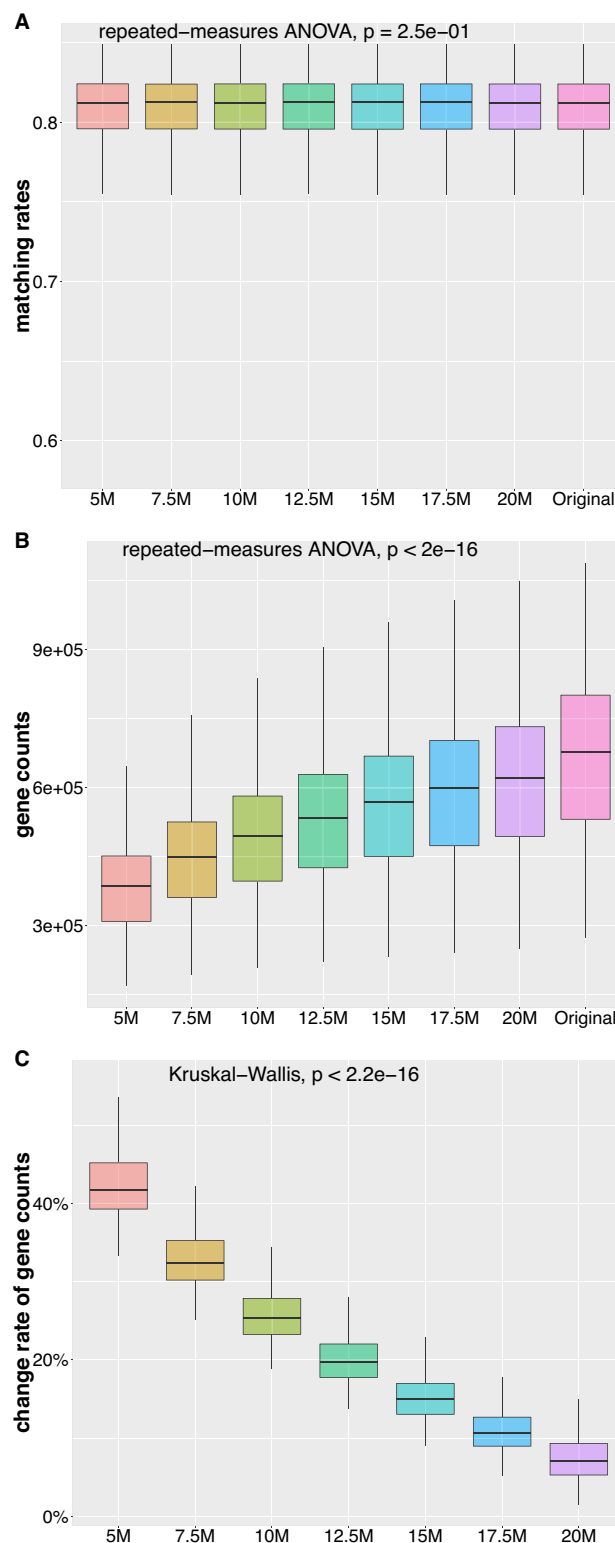 A
repeated−measures ANOVA, p = 2.5e−01
matching rates
0.8
0.7
0.6
5M 7.5M 10M 12.5M 15M 17.5M 20M Original
B
repeated−measures ANOVA, p < 2e−16
gene counts
9e+05
6e+05
3e+05
5M 7.5M 10M 12.5M 15M 17.5M 20M Original
C
Kruskal−Wallis, p < 2.2e−16
change rate of gene counts
40%
20%
0%
5M 7.5M 10M 12.5M 15M 17.5M 20M